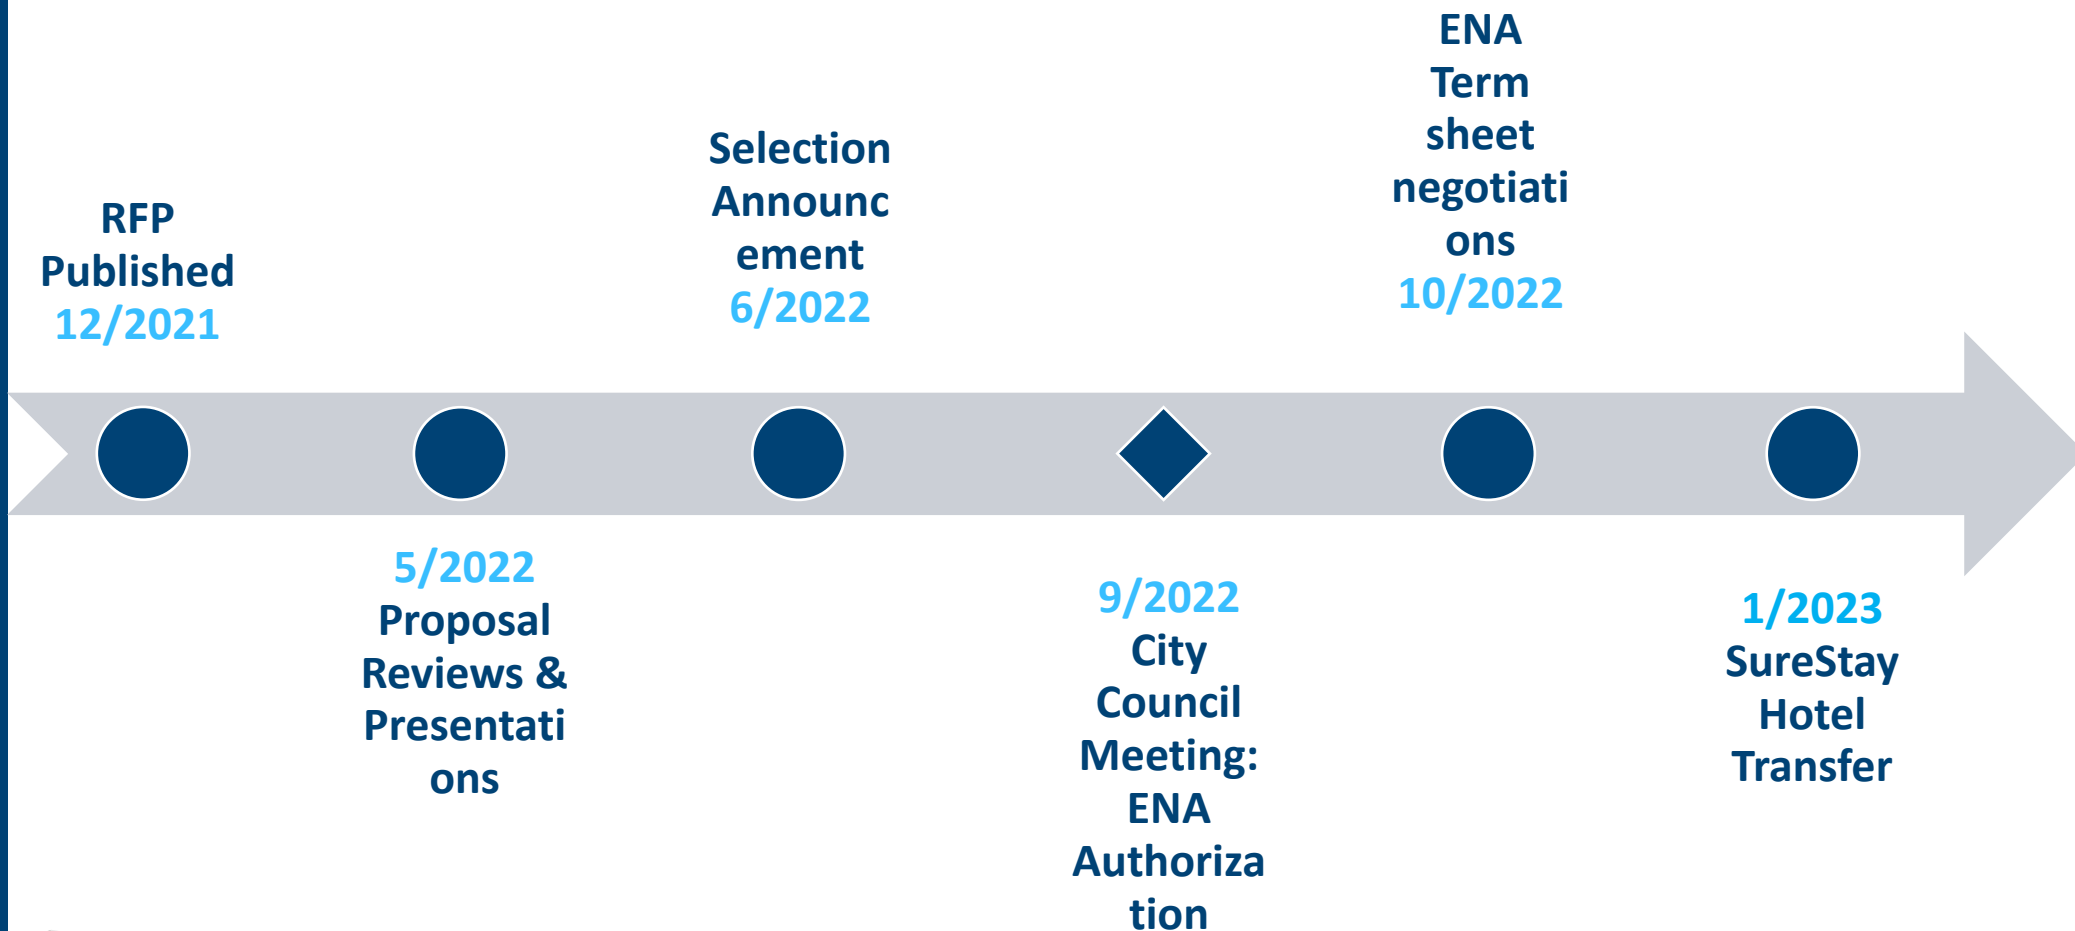 RFP
Published
12/2021
5/2022
Proposal
Reviews &
Presentati
ons
Selection
Announc
ement
6/2022
9/2022
City
Council
Meeting:
ENA
Authoriza
tion
ENA
Term
sheet
negotiati
ons
10/2022
1/2023
SureStay
Hotel
Transfer